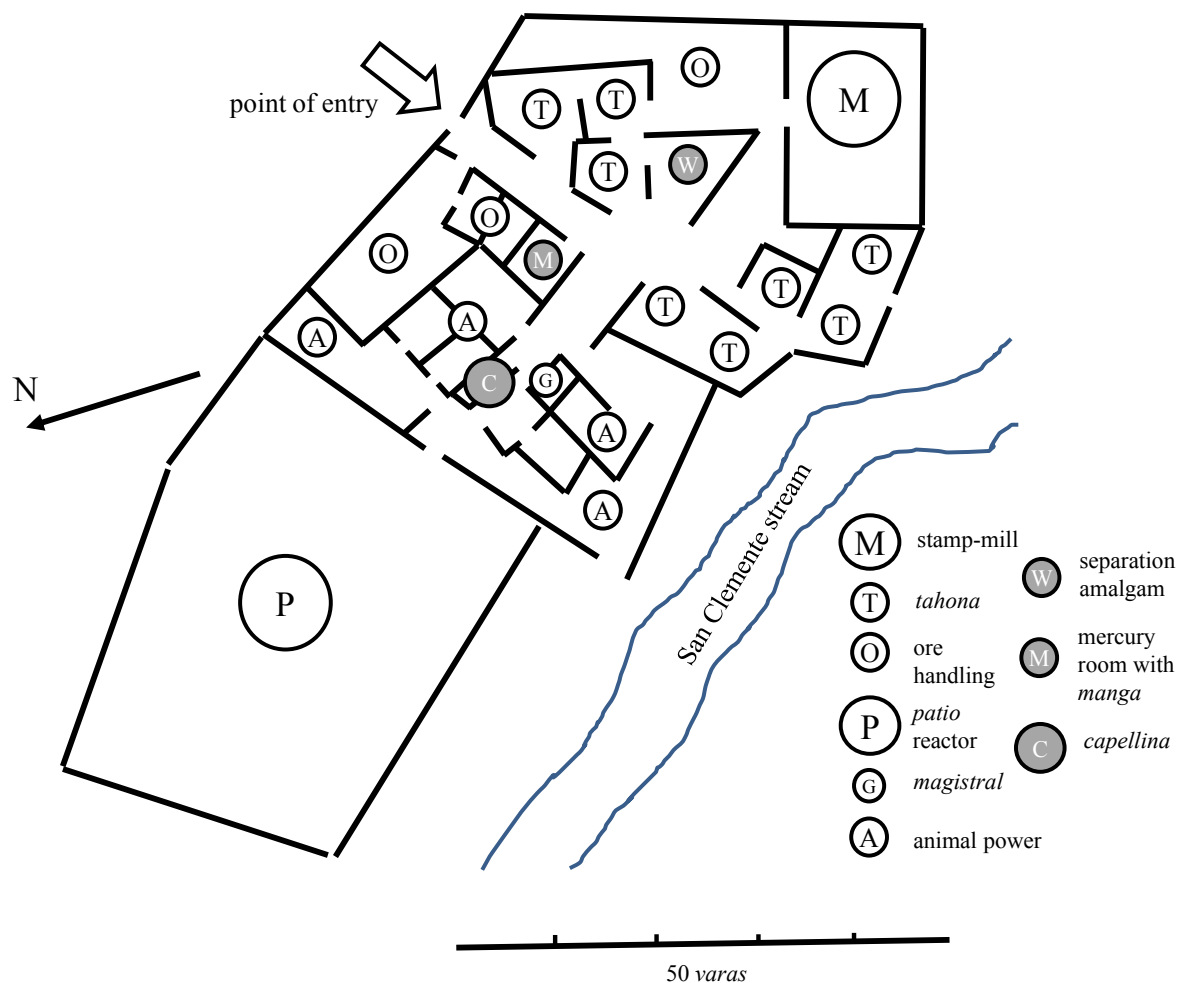 O
M
T
T
point of entry
T
W
O
O
M
T
T
A
A
T
T
T
N
C
G
A
A
P
San Clemente stream
M stamp-mill
T tahona
O ore
handling
P patio
reactor
G magistral
A animal power
W separation
amalgam
M mercury
room with
manga
C capellina
50 varas